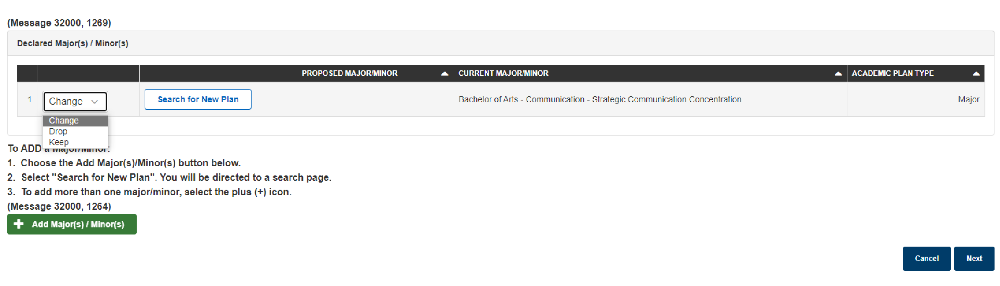 (Message 32000, 1269)
Declared Major(s) / Minor(s)
PROPOSED MAJOR/MINOR CURRENT MAJOR/MINOR ACADEMIC PLAN TYPE
1 Change Search for New Plan Bachelor of Arts - Communication - Strategic Communication Concentration Major
Change
Drop
Keep
To ADD a Major/Minor:
1. Choose the Add Major(s)/Minor(s) button below.
2. Select "Search for New Plan". You will be directed to a search page.
3. To add more than one major/minor, select the plus (+) icon.
(Message 32000, 1264)
Add Major(s) / Minor(s)
Cancel Next